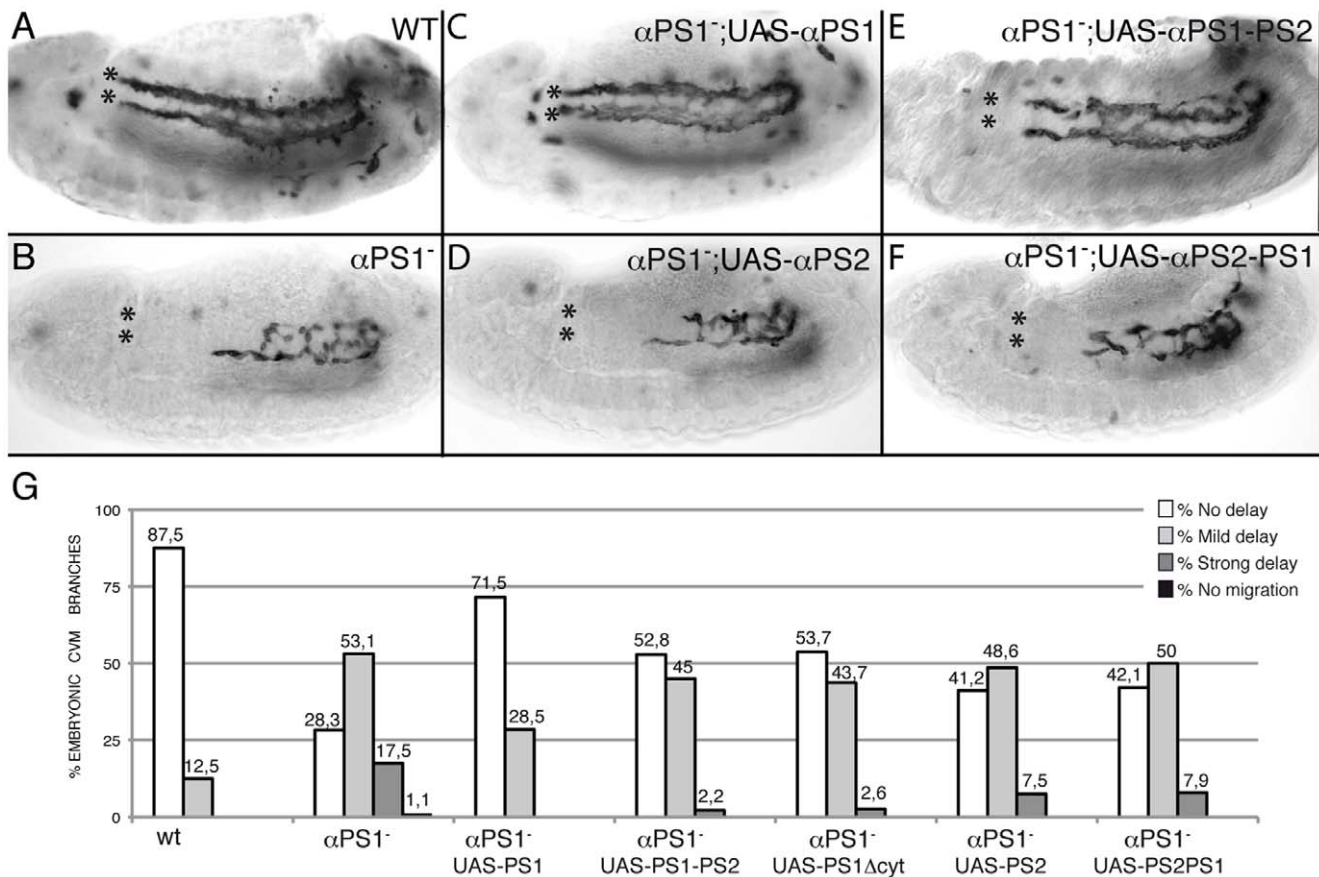 A
WT
* *
C
αPS1⁻;UAS-αPS1
* *
E
αPS1⁻;UAS-αPS1-PS2
* *
B
αPS1⁻
* *
D
αPS1⁻;UAS-αPS2
* *
F
αPS1⁻;UAS-αPS2-PS1
* *
G
% EMBRYONIC CVM BRANCHES
100
75
50
25
0
% No delay
% Mild delay
% Strong delay
% No migration
87,5
12,5
28,3
53,1
17,5
1,1
71,5
28,5
52,8
45
2,2
53,7
43,7
2,6
41,2
48,6
7,5
42,1
50
7,9
wt
αPS1⁻
αPS1⁻
UAS-PS1
αPS1⁻
UAS-PS1-PS2
αPS1⁻
UAS-PS1Δcyt
αPS1⁻
UAS-PS2
αPS1⁻
UAS-PS2PS1